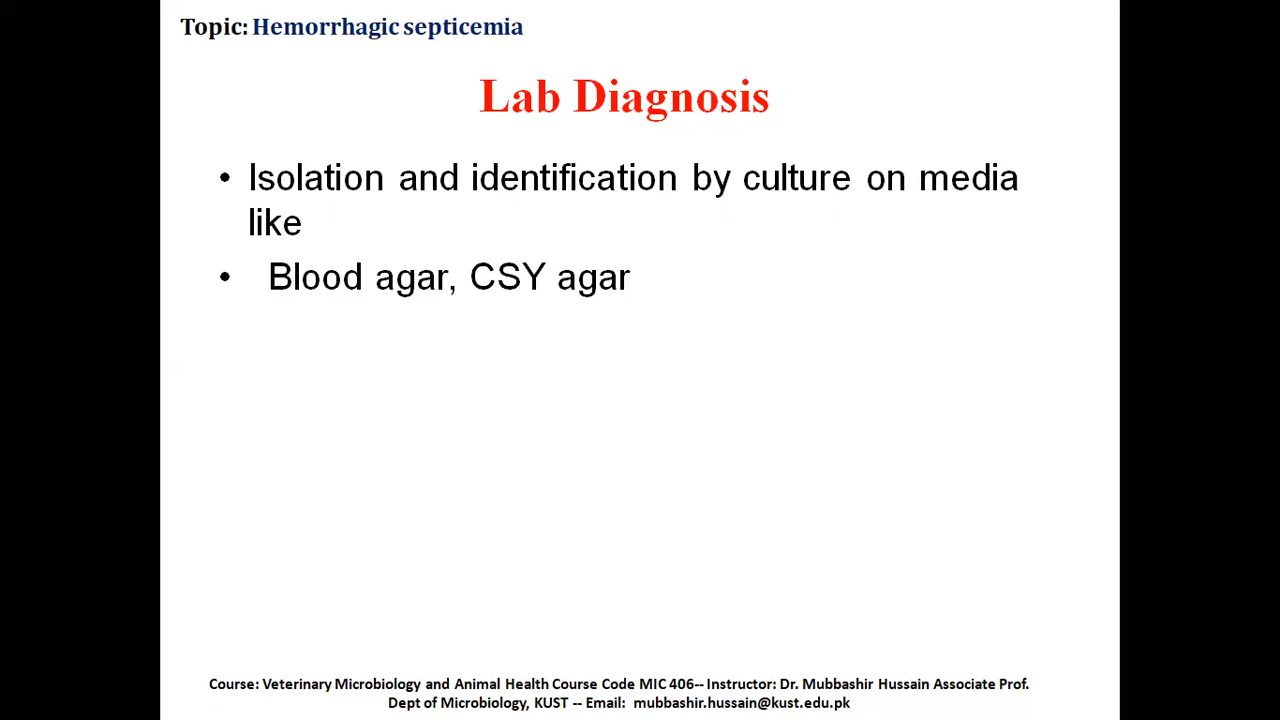 Topic: Hemorrhagic septicemia
Lab Diagnosis
• Isolation and identification by culture on media
like
• Blood agar, CSY agar
Course: Veterinary Microbiology and Animal Health Course Code MIC 406-- Instructor: Dr. Mubbashir Hussain Associate Prof.
Dept of Microbiology, KUST -- Email: mubbashir.hussain@kust.edu.pk